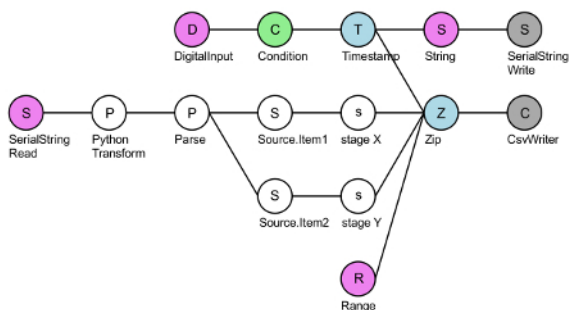 D
C
T
S
S
DigitalInput
Condition
Timestamp
String
SerialString
Write
S
P
P
S
s
Z
C
SerialString
Read
Python
Transform
Parse
Source.Item1
stage X
Zip
CsvWriter
S
s
Source.Item2
stage Y
R
Range